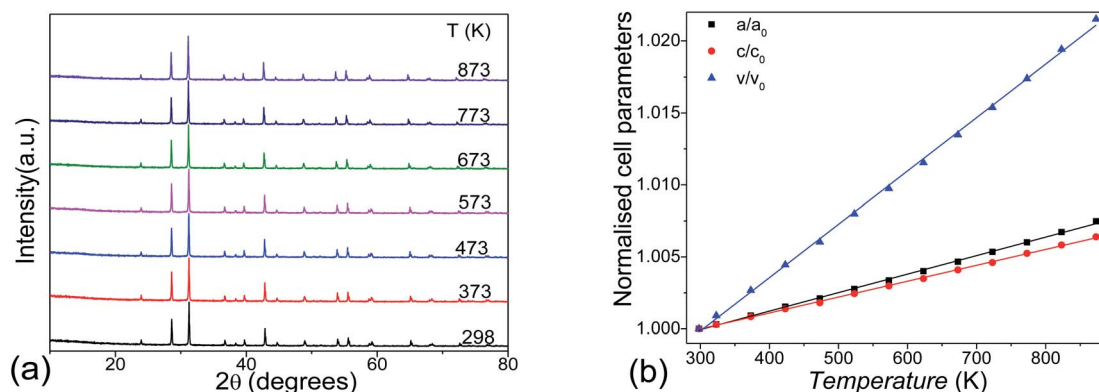 T (K)
873
773
673
573
473
373
298
Intensity(a.u.)
20 40 60 80
2θ (degrees)
(a)
a/a0
c/c0
v/v0
1.020
1.015
1.010
1.005
1.000
Normalised cell parameters
300 400 500 600 700 800
Temperature (K)
(b)